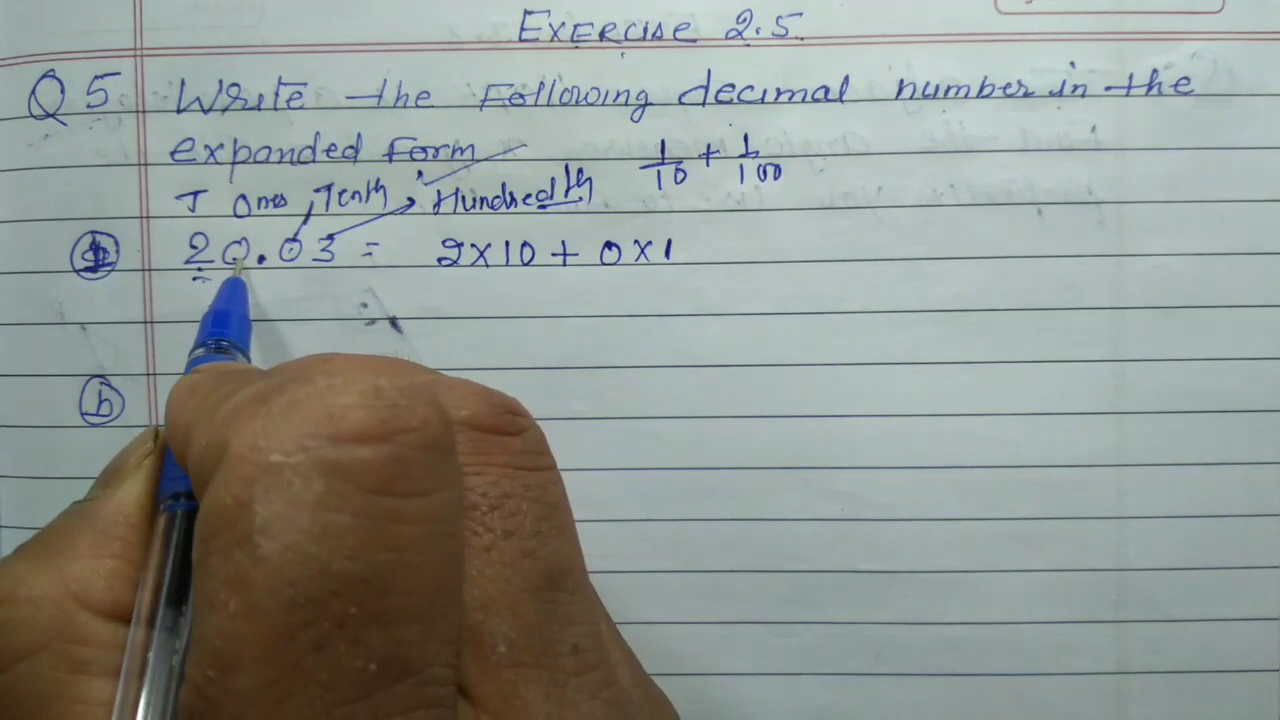 EXERCISE 2.5
Q5 Write the Following decimal number in the
expanded form 1/10 + 1/100
T Ones, Tenth, Hundredth
(a) 20.03 = 2×10 + 0×1
(b)